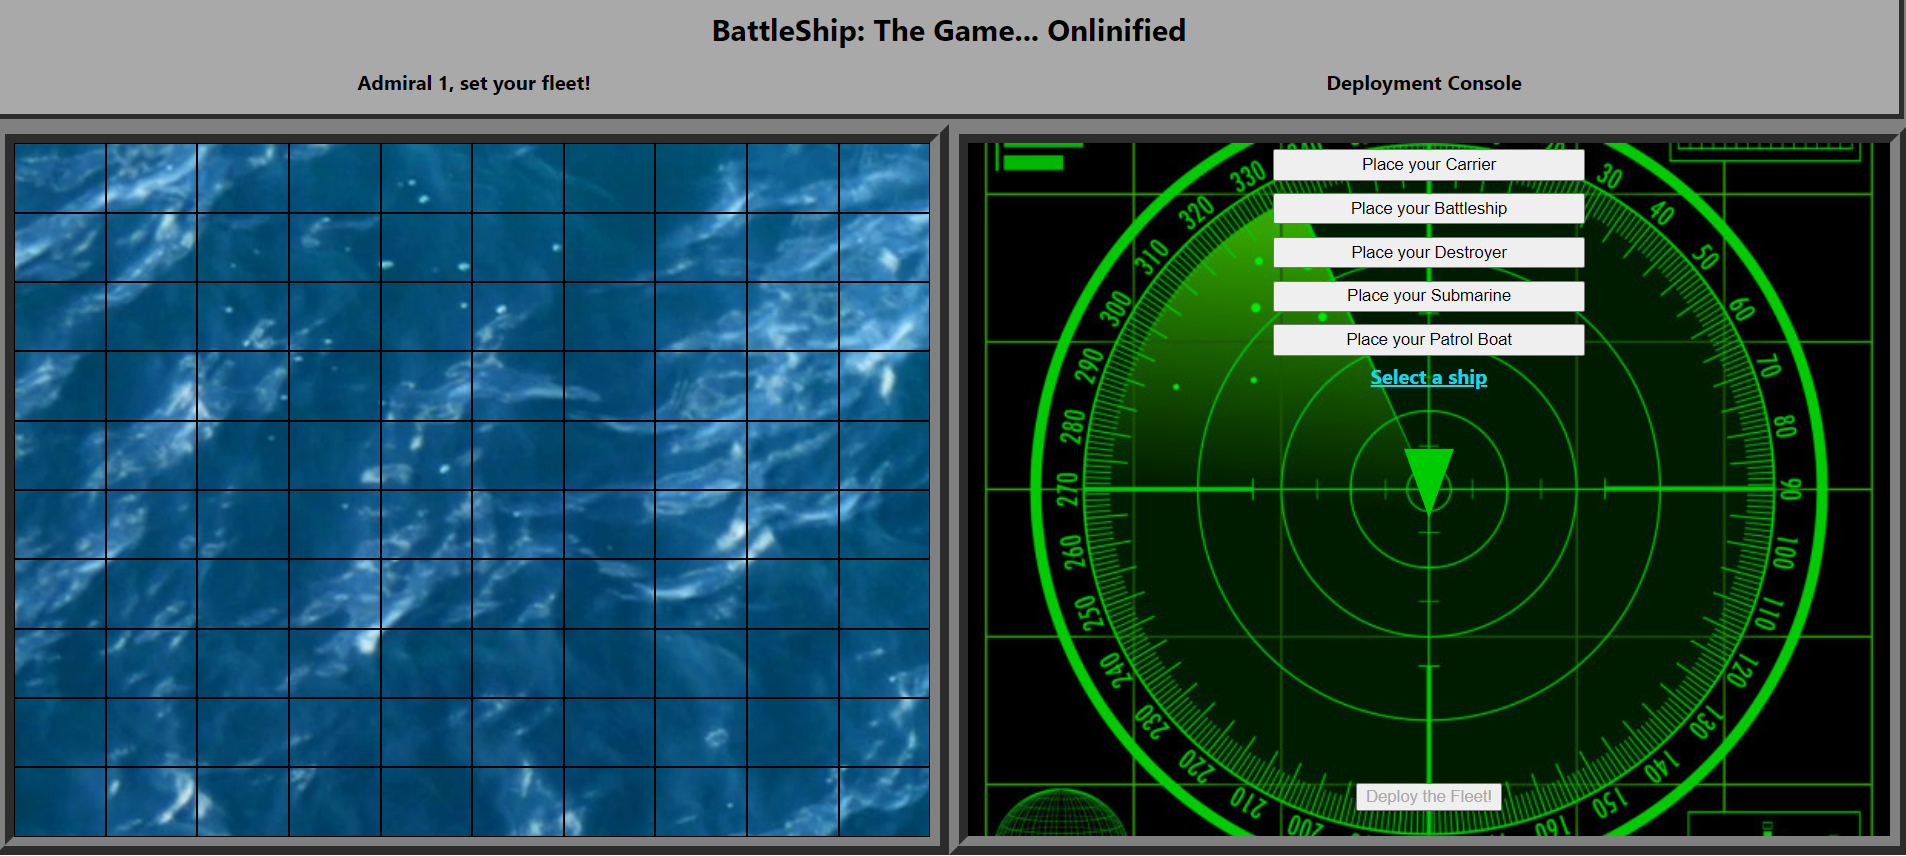 BattleShip: The Game... Onlinified
Admiral 1, set your fleet!
Deployment Console
Place your Carrier
Place your Battleship
Place your Destroyer
Place your Submarine
Place your Patrol Boat
Select a ship
Deploy the Fleet!
330
320
310
300
290
280
270
260
250
240
230
220
210
200
30
40
50
60
70
80
90
100
110
120
130
140
150
160